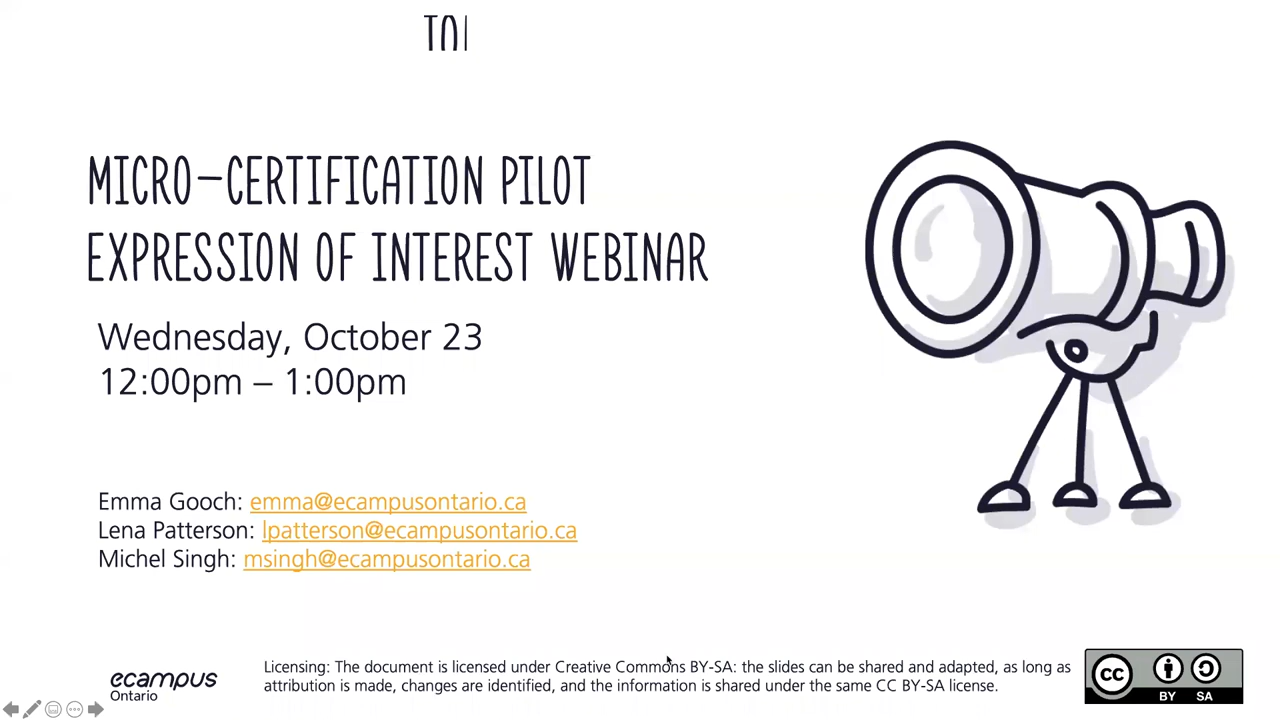 MICRO-CERTIFICATION PILOT
EXPRESSION OF INTEREST WEBINAR
Wednesday, October 23
12:00pm – 1:00pm
Emma Gooch: emma@ecampusontario.ca
Lena Patterson: lpatterson@ecampusontario.ca
Michel Singh: msingh@ecampusontario.ca
ecampus
Ontario
Licensing: The document is licensed under Creative Commons BY-SA: the slides can be shared and adapted, as long as
attribution is made, changes are identified, and the information is shared under the same CC BY-SA license.
cc
BY SA